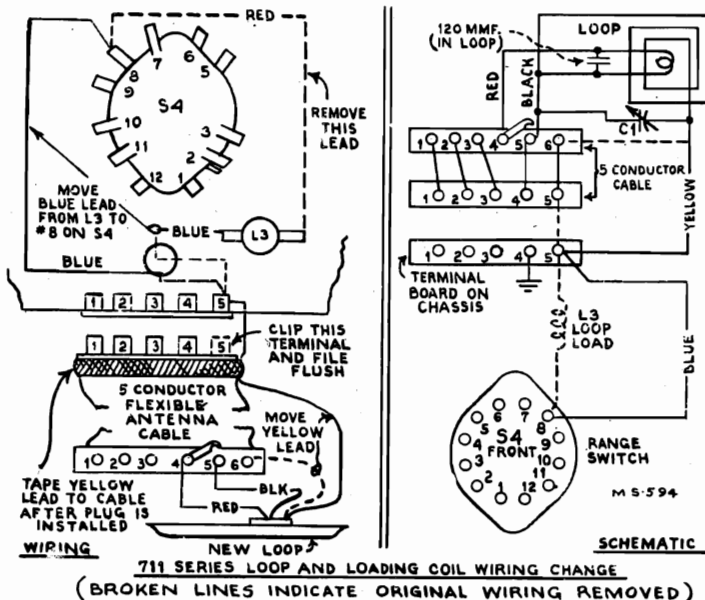 RED
REMOVE
THIS
LEAD
S4
1 2 3 5 6 7 8 9 10 11 12
MOVE
BLUE LEAD
FROM L3 TO
#8 ON S4
BLUE
L3
BLUE
1 2 3 4 5
1 2 3 4 5
CLIP THIS
TERMINAL
AND FILE
FLUSH
5 CONDUCTOR
FLEXIBLE
ANTENNA
CABLE
MOVE
YELLOW
LEAD
1 2 3 4 5 6
TAPE YELLOW
LEAD TO CABLE
AFTER PLUG IS
INSTALLED
RED
BLK
WIRING
NEW LOOP
120 MMF.
(IN LOOP)
LOOP
RED
BLACK
C1
1 2 3 4 5 6
5 CONDUCTOR
CABLE
1 2 3 4 5
YELLOW
1 2 3 4 5
TERMINAL
BOARD ON
CHASSIS
L3
LOOP
LOAD
BLUE
S4
FRONT
1 2 3 4 5 6 7 8 9 10 11 12
RANGE
SWITCH
MS-594
SCHEMATIC
711 SERIES LOOP AND LOADING COIL WIRING CHANGE
(BROKEN LINES INDICATE ORIGINAL WIRING REMOVED)